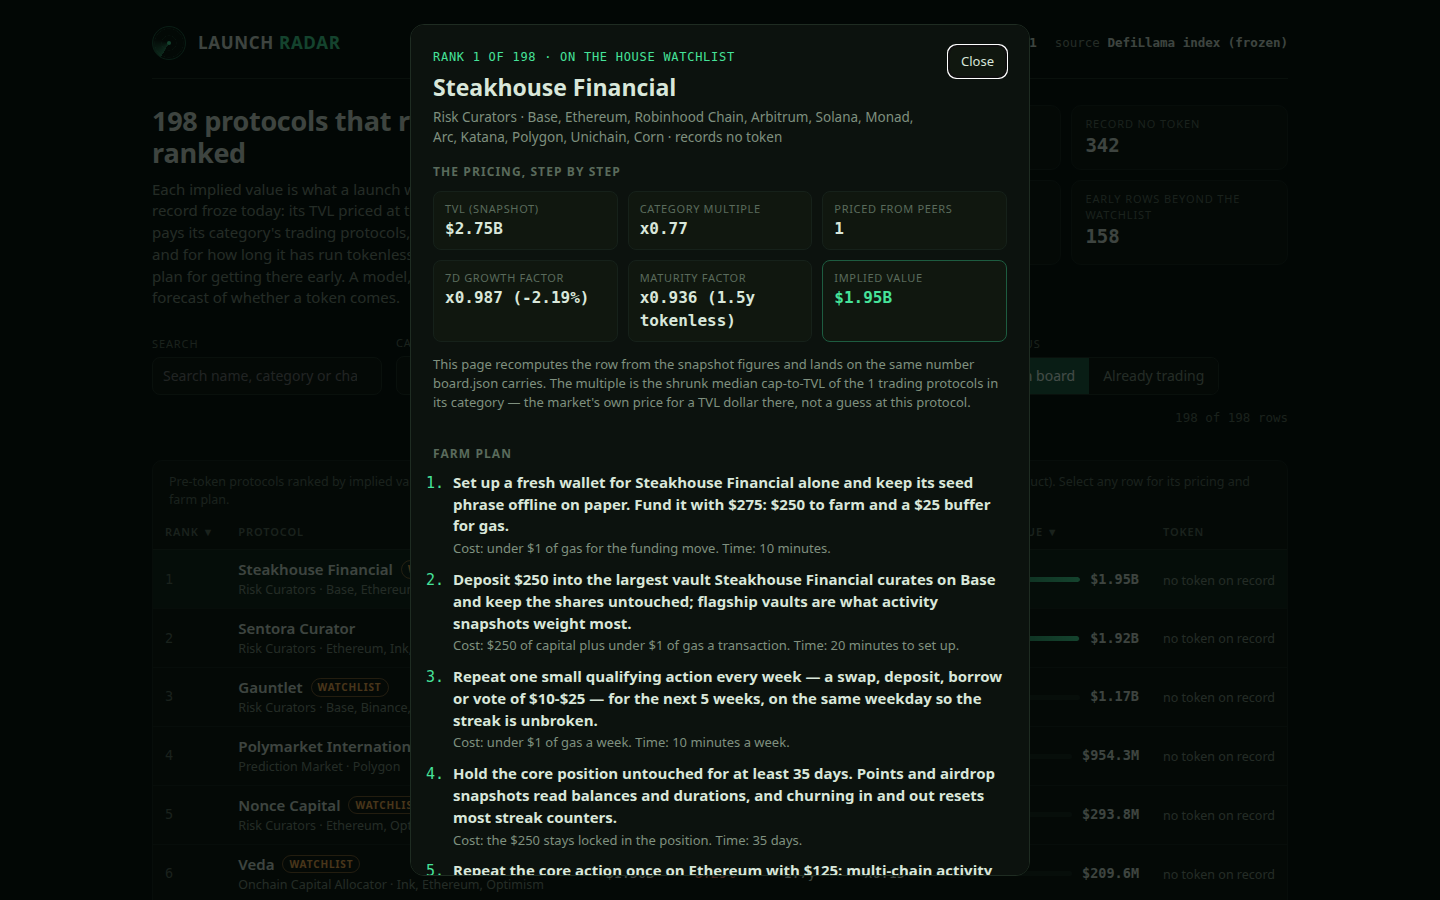 LAUNCH RADAR
1 source DefiLlama index (frozen)
198 protocols that r
ranked
Each implied value is what a launch w
record froze today: its TVL priced at t
pays its category's trading protocols,
and for how long it has run tokenless
plan for getting there early. A model,
forecast of whether a token comes.
RECORD NO TOKEN
342
EARLY ROWS BEYOND THE
WATCHLIST
158
SEARCH
CA
US
Search name, category or cha
board
Already trading
198 of 198 rows
Pre-token protocols ranked by implied va
uct). Select any row for its pricing and
farm plan.
RANK ▼ PROTOCOL
UE ▼ TOKEN
1 Steakhouse Financial
Risk Curators · Base, Ethereum
$1.95B no token on record
2 Sentora Curator
Risk Curators · Ethereum, Ink,
$1.92B no token on record
3 Gauntlet WATCHLIST
Risk Curators · Base, Binance,
$1.17B no token on record
4 Polymarket Internation
Prediction Market · Polygon
$954.3M no token on record
5 Nonce Capital WATCHLIS
Risk Curators · Ethereum, Opt
$293.8M no token on record
6 Veda WATCHLIST
Onchain Capital Allocator · Ink, Ethereum, Optimism
$209.6M no token on record
RANK 1 OF 198 · ON THE HOUSE WATCHLIST
Close
Steakhouse Financial
Risk Curators · Base, Ethereum, Robinhood Chain, Arbitrum, Solana, Monad,
Arc, Katana, Polygon, Unichain, Corn · records no token
THE PRICING, STEP BY STEP
TVL (SNAPSHOT)
$2.75B
CATEGORY MULTIPLE
x0.77
PRICED FROM PEERS
1
7D GROWTH FACTOR
x0.987 (-2.19%)
MATURITY FACTOR
x0.936 (1.5y
tokenless)
IMPLIED VALUE
$1.95B
This page recomputes the row from the snapshot figures and lands on the same number
board.json carries. The multiple is the shrunk median cap-to-TVL of the 1 trading protocols in
its category — the market's own price for a TVL dollar there, not a guess at this protocol.
FARM PLAN
1. Set up a fresh wallet for Steakhouse Financial alone and keep its seed
phrase offline on paper. Fund it with $275: $250 to farm and a $25 buffer
for gas.
Cost: under $1 of gas for the funding move. Time: 10 minutes.
2. Deposit $250 into the largest vault Steakhouse Financial curates on Base
and keep the shares untouched; flagship vaults are what activity
snapshots weight most.
Cost: $250 of capital plus under $1 of gas a transaction. Time: 20 minutes to set up.
3. Repeat one small qualifying action every week — a swap, deposit, borrow
or vote of $10-$25 — for the next 5 weeks, on the same weekday so the
streak is unbroken.
Cost: under $1 of gas a week. Time: 10 minutes a week.
4. Hold the core position untouched for at least 35 days. Points and airdrop
snapshots read balances and durations, and churning in and out resets
most streak counters.
Cost: the $250 stays locked in the position. Time: 35 days.
5. Repeat the core action once on Ethereum with $125: multi-chain activity